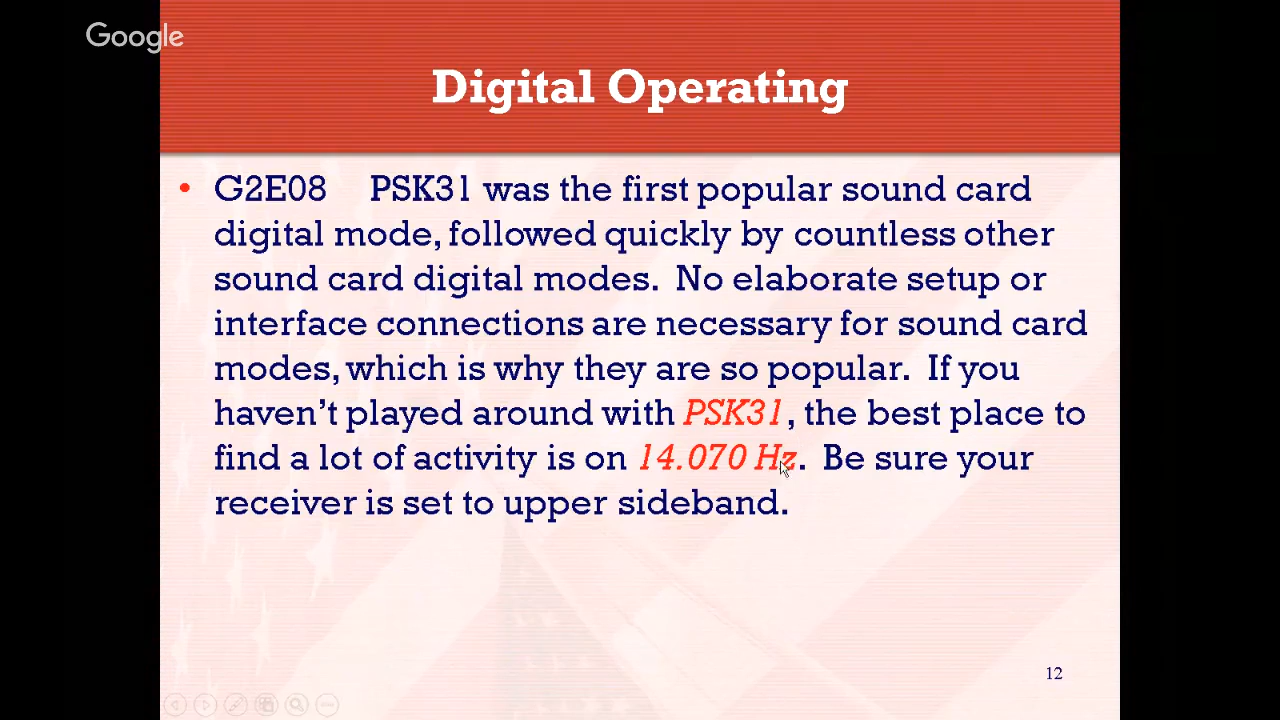 Google
Digital Operating
• G2E08 PSK31 was the first popular sound card
digital mode, followed quickly by countless other
sound card digital modes. No elaborate setup or
interface connections are necessary for sound card
modes, which is why they are so popular. If you
haven't played around with PSK31, the best place to
find a lot of activity is on 14.070 Hz. Be sure your
receiver is set to upper sideband.
12